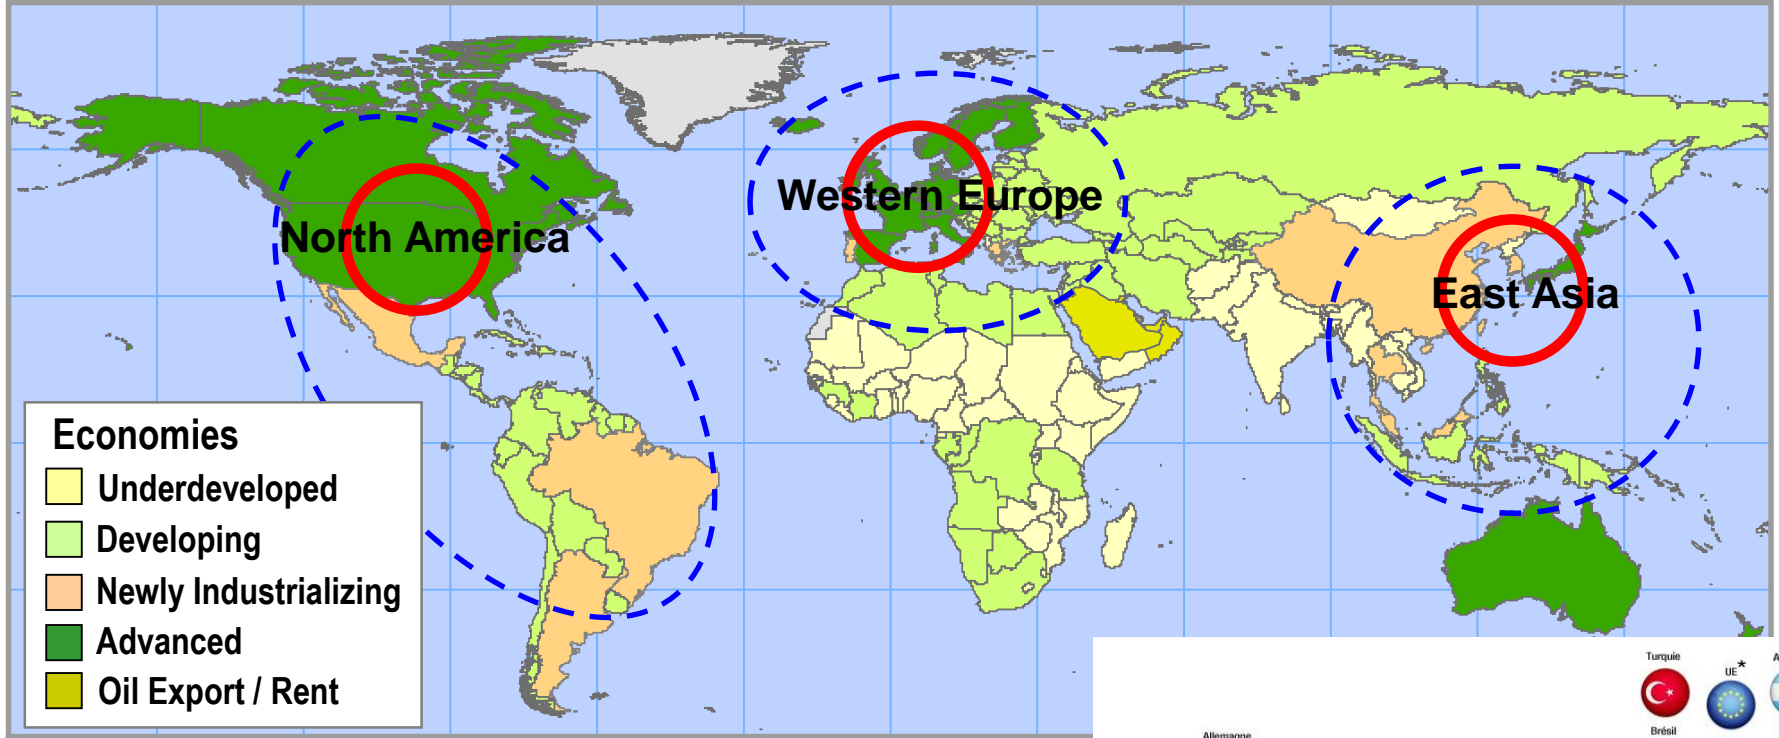 North America
Western Europe
East Asia
Economies
Underdeveloped
Developing
Newly Industrializing
Advanced
Oil Export / Rent
Turquie
UE*
A
Brésil
Allemagne